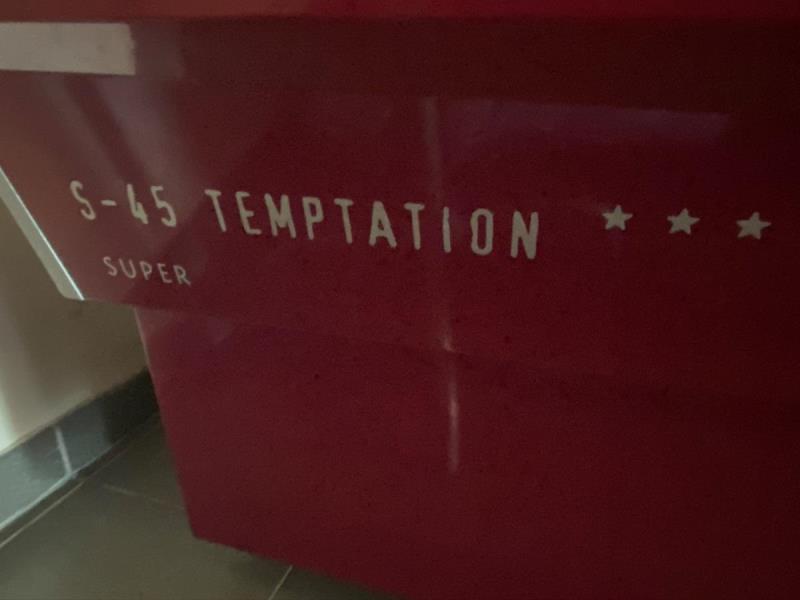 S-45 TEMPTATION ★ ★ ★
SUPER